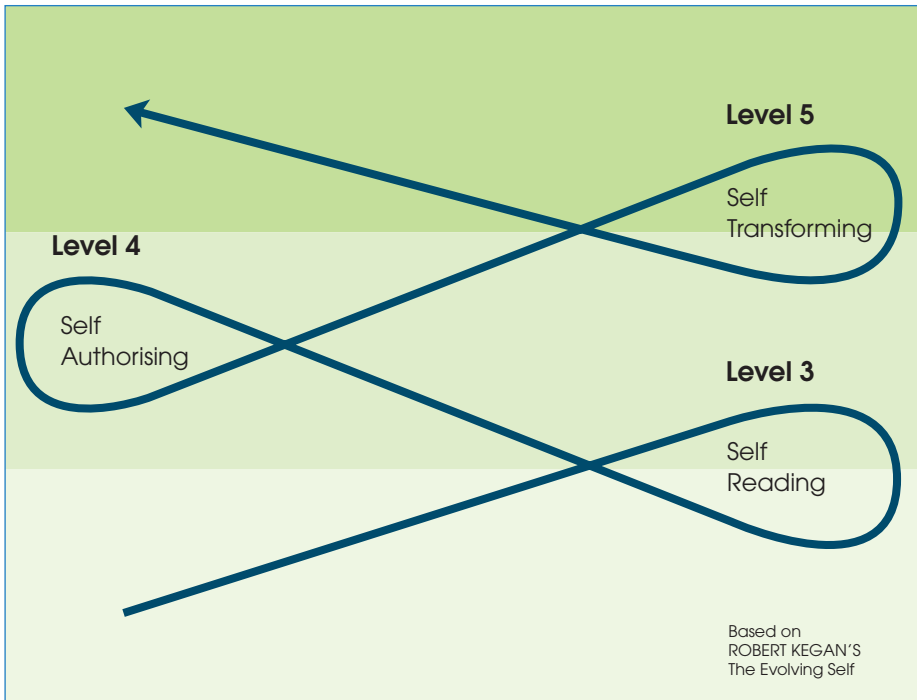 Level 5
Self
Transforming
Level 4
Self
Authorising
Level 3
Self
Reading
Based on
ROBERT KEGAN'S
The Evolving Self